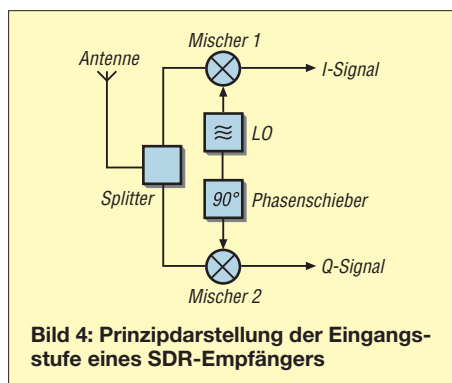 Mischer 1
Antenne
I-Signal
LO
Splitter
90°
Phasenschieber
Q-Signal
Mischer 2
Bild 4: Prinzipdarstellung der Eingangs-
stufe eines SDR-Empfängers